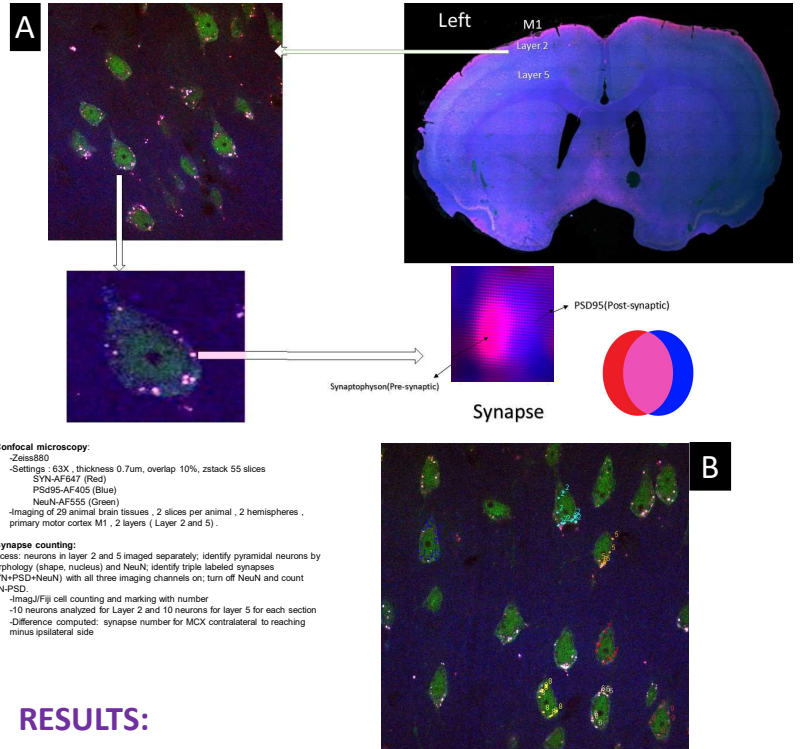 A
Left
M1
Layer 2
Layer 5
PSD95(Post-synaptic)
Synaptophyson(Pre-synaptic)
Synapse
Confocal microscopy:
-Zeiss880
-Settings : 63X , thickness 0.7um, overlap 10%, zstack 55 slices
SYN-AF647 (Red)
PSd95-AF405 (Blue)
NeuN-AF555 (Green)
-Imaging of 29 animal brain tissues , 2 slices per animal , 2 hemispheres ,
primary motor cortex M1 , 2 layers ( Layer 2 and 5) .
ynapse counting:
cess: neurons in layer 2 and 5 imaged separately; identify pyramidal neurons by
rphology (shape, nucleus) and NeuN; identify triple labeled synapses
N+PSD+NeuN) with all three imaging channels on; turn off NeuN and count
N-PSD.
-ImagJ/Fiji cell counting and marking with number
-10 neurons analyzed for Layer 2 and 10 neurons for layer 5 for each section
-Difference computed: synapse number for MCX contralateral to reaching
minus ipsilateral side
B
RESULTS: